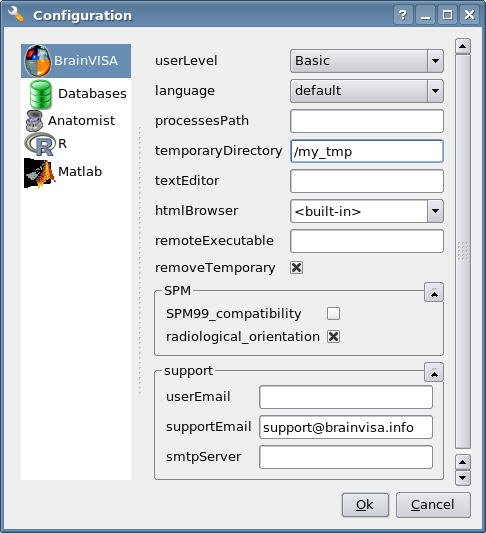 Configuration
BrainVISA
Databases
Anatomist
R
Matlab
userLevel Basic
language default
processesPath
temporaryDirectory /my_tmp
textEditor
htmlBrowser <built-in>
remoteExecutable
removeTemporary
SPM
SPM99_compatibility
radiological_orientation
support
userEmail
supportEmail support@brainvisa.info
smtpServer
Ok Cancel